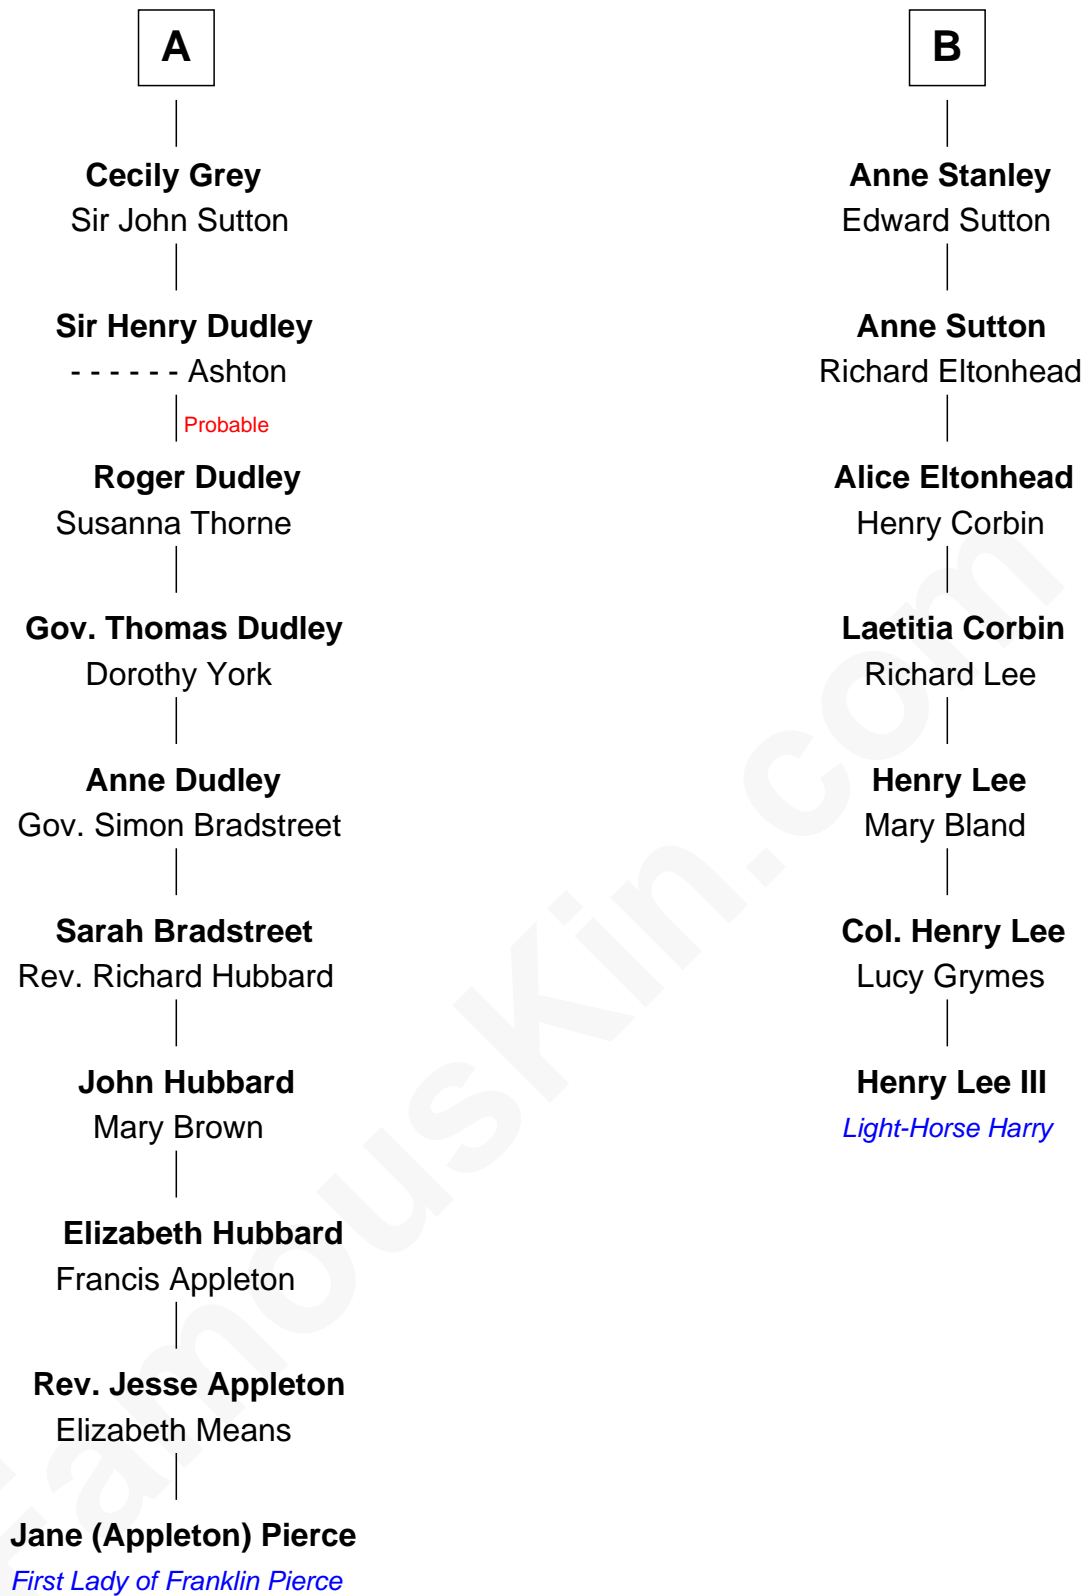 A
Cecily Grey
Sir John Sutton
Sir Henry Dudley
- - - - - - Ashton
Probable
Roger Dudley
Susanna Thorne
Gov. Thomas Dudley
Dorothy York
Anne Dudley
Gov. Simon Bradstreet
Sarah Bradstreet
Rev. Richard Hubbard
John Hubbard
Mary Brown
Elizabeth Hubbard
Francis Appleton
Rev. Jesse Appleton
Elizabeth Means
Jane (Appleton) Pierce
First Lady of Franklin Pierce
B
Anne Stanley
Edward Sutton
Anne Sutton
Richard Eltonhead
Alice Eltonhead
Henry Corbin
Laetitia Corbin
Richard Lee
Henry Lee
Mary Bland
Col. Henry Lee
Lucy Grymes
Henry Lee III
Light-Horse Harry
FamousKin.com